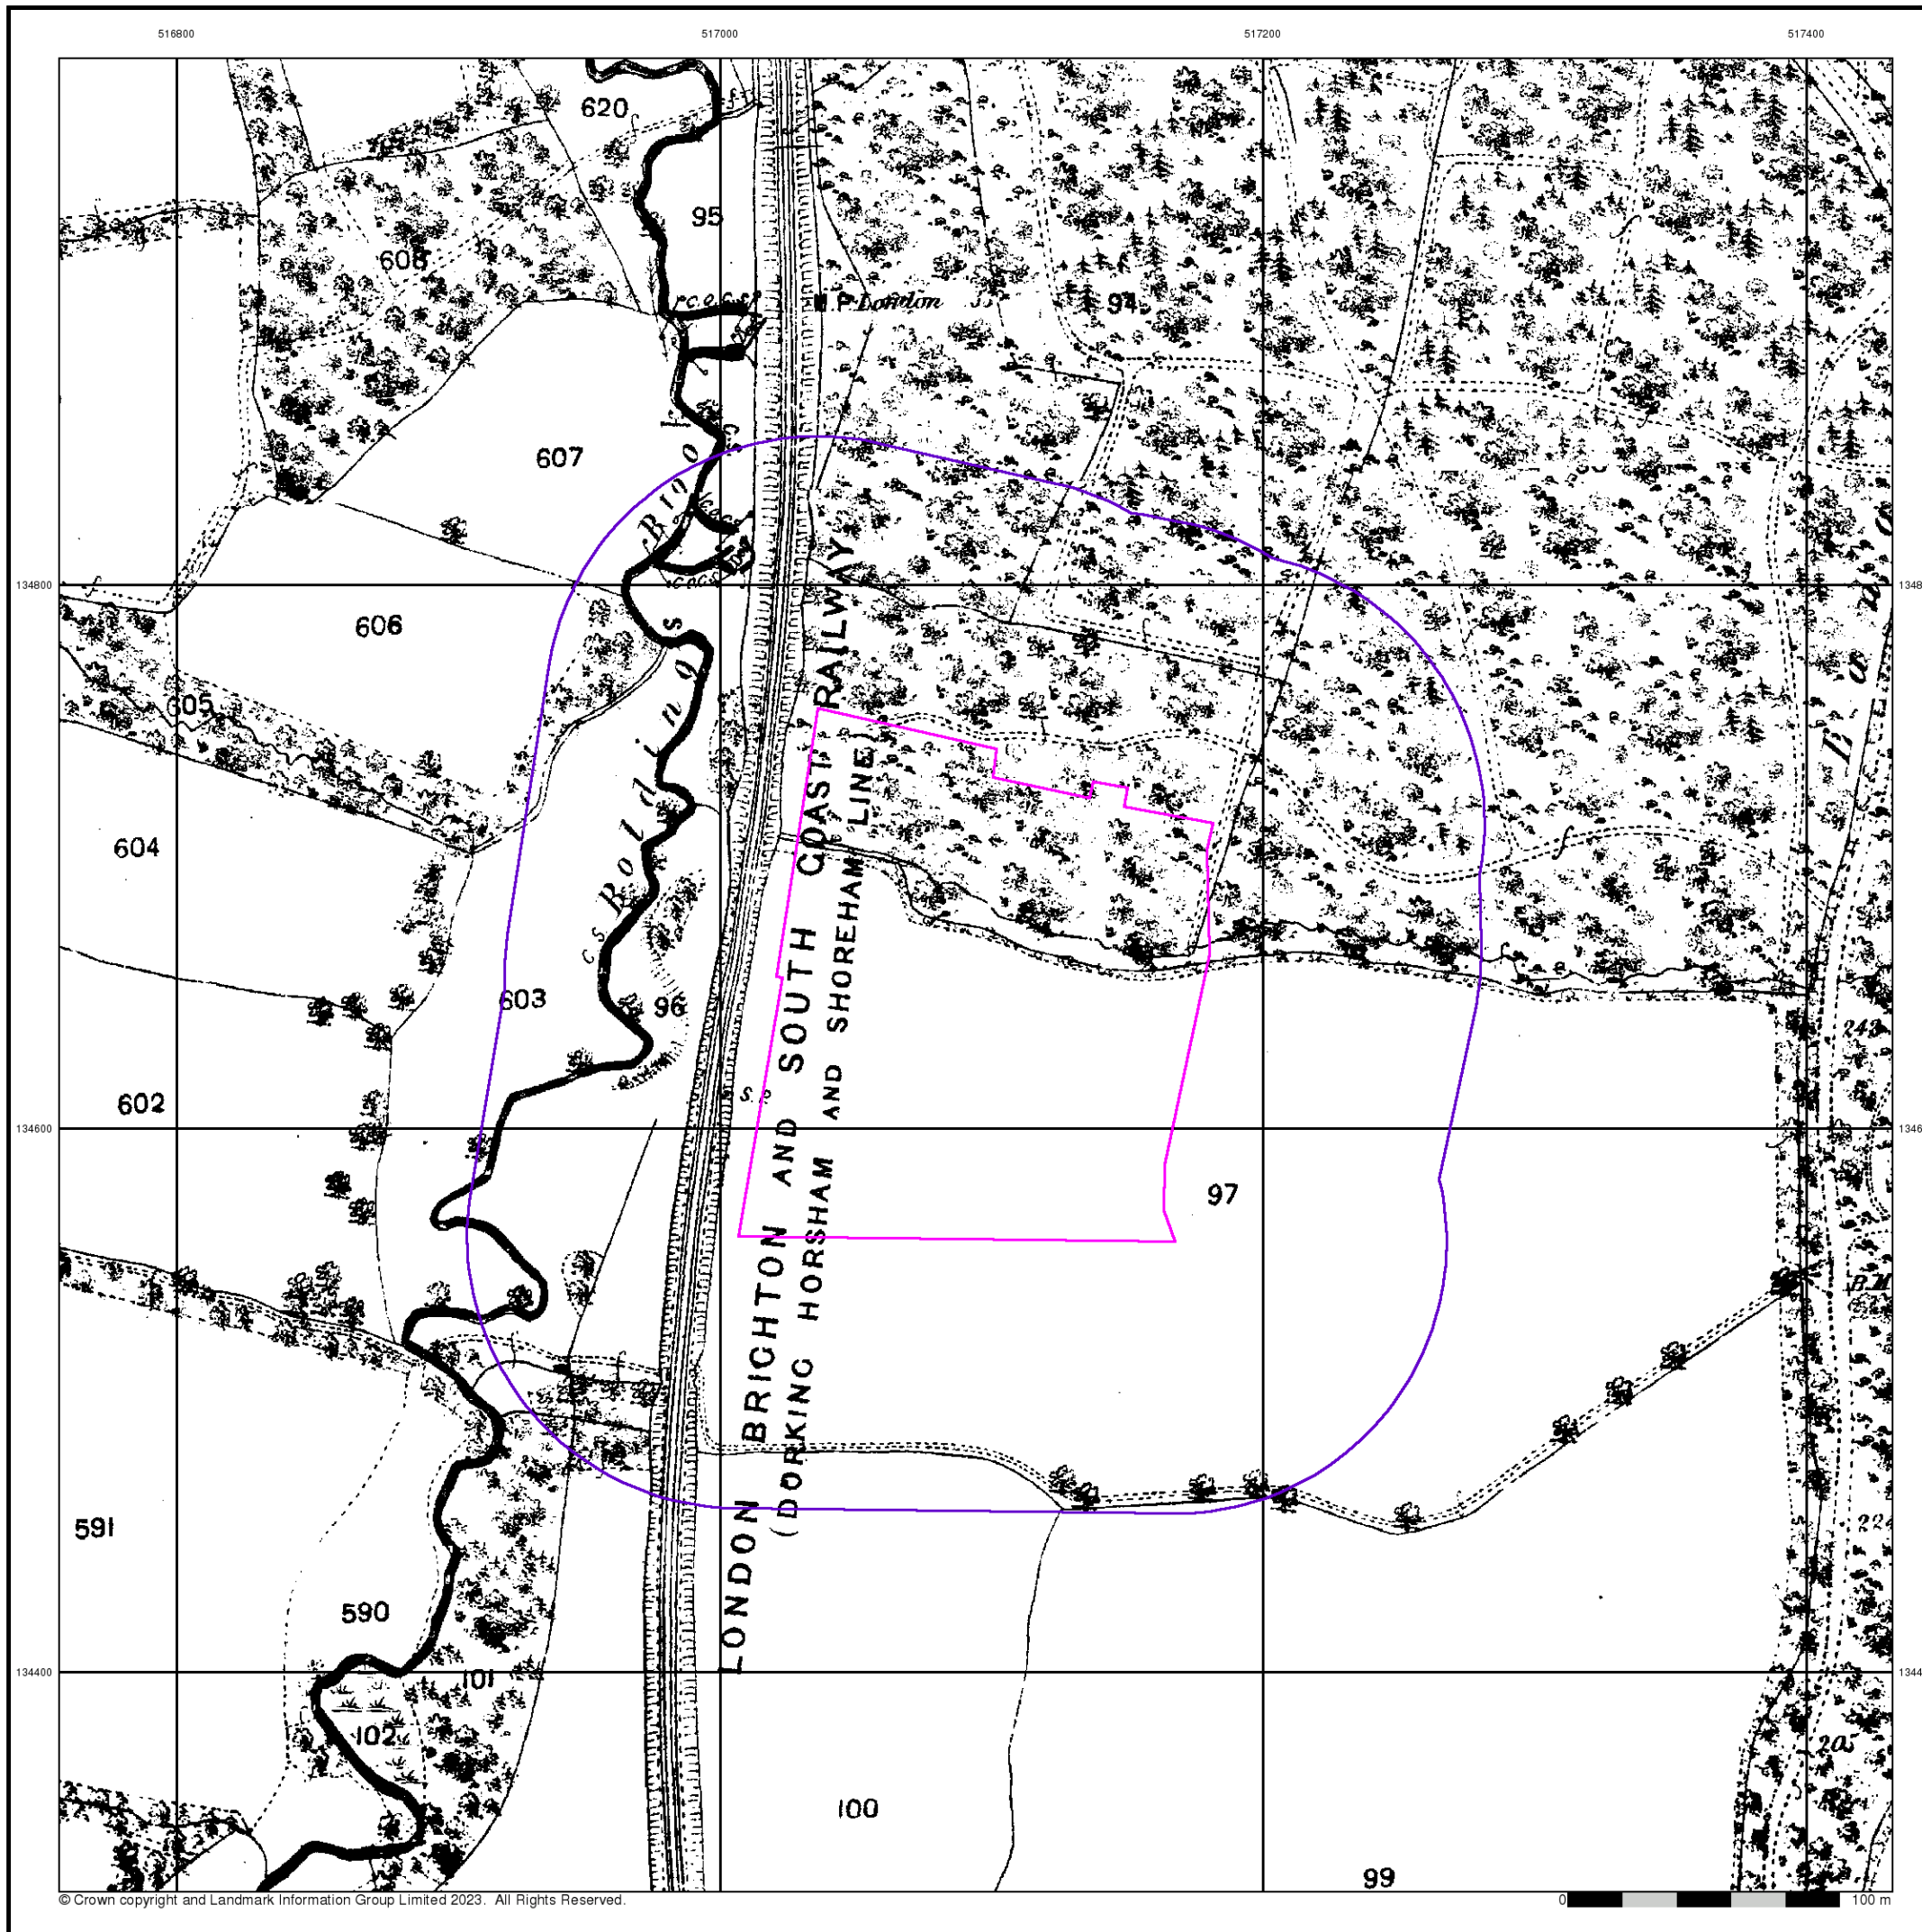 516800 517000 517200 517400
620
95
608
M.P. London
94
607
Boldings Brook
134800
606
605
604
603
96
243
S.P.
602
134600
97
B.M
LONDON BRIGHTON AND SOUTH COAST RAILWAY
(DORKING HORSHAM AND SHOREHAM LINE)
591
224
590
134400
101
102
205
100
99
© Crown copyright and Landmark Information Group Limited 2023. All Rights Reserved.
0 100 m